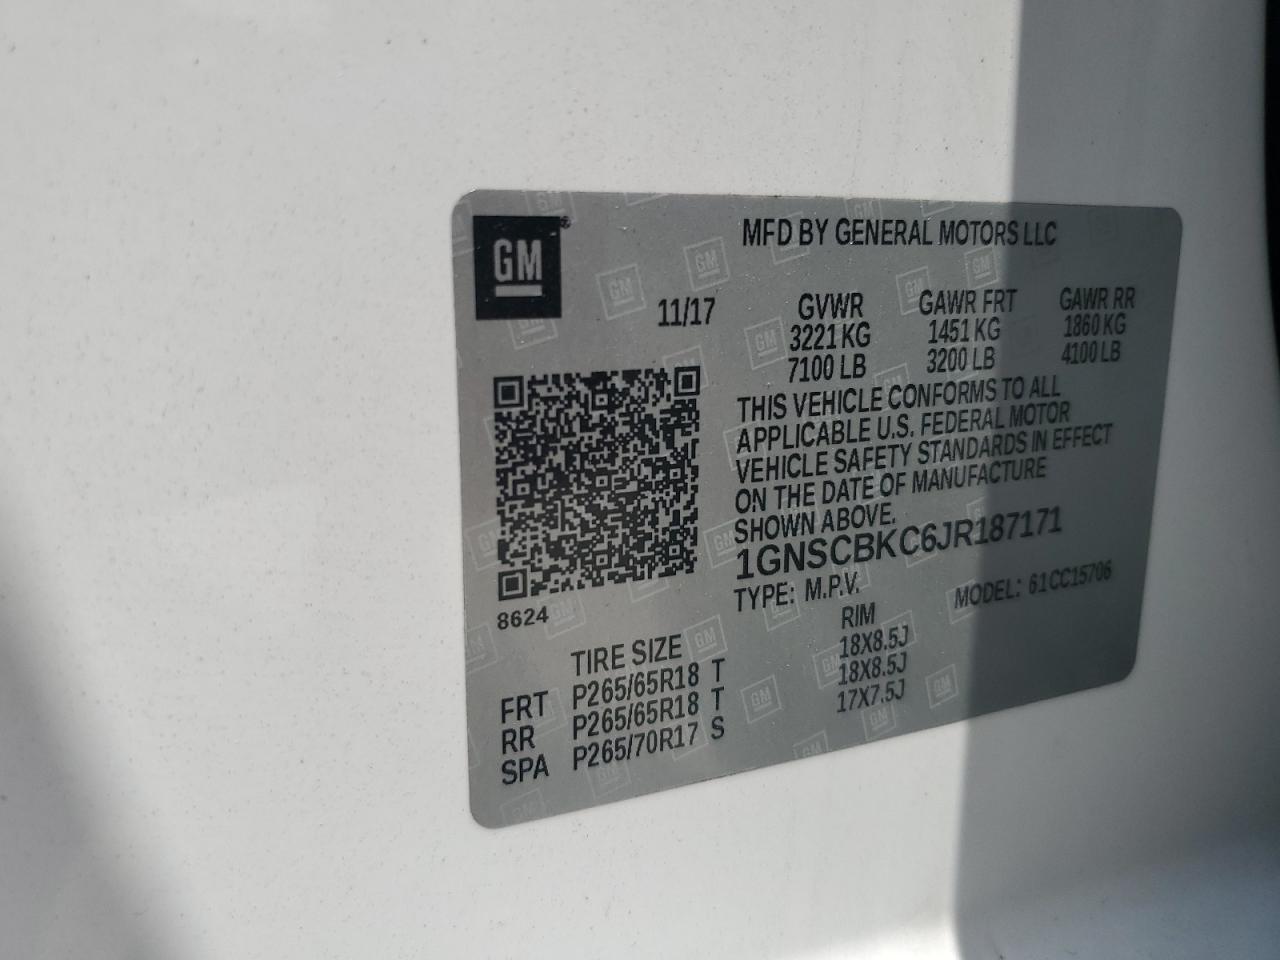 GM®
MFD BY GENERAL MOTORS LLC
11/17
GVWR GAWR FRT GAWR RR
3221 KG 1451 KG 1860 KG
7100 LB 3200 LB 4100 LB
THIS VEHICLE CONFORMS TO ALL
APPLICABLE U.S. FEDERAL MOTOR
VEHICLE SAFETY STANDARDS IN EFFECT
ON THE DATE OF MANUFACTURE
SHOWN ABOVE.
1GNSCBKC6JR187171
TYPE: M.P.V. MODEL: 61CC15706
8624
TIRE SIZE RIM
FRT P265/65R18 T 18X8.5J
RR P265/65R18 T 18X8.5J
SPA P265/70R17 S 17X7.5J